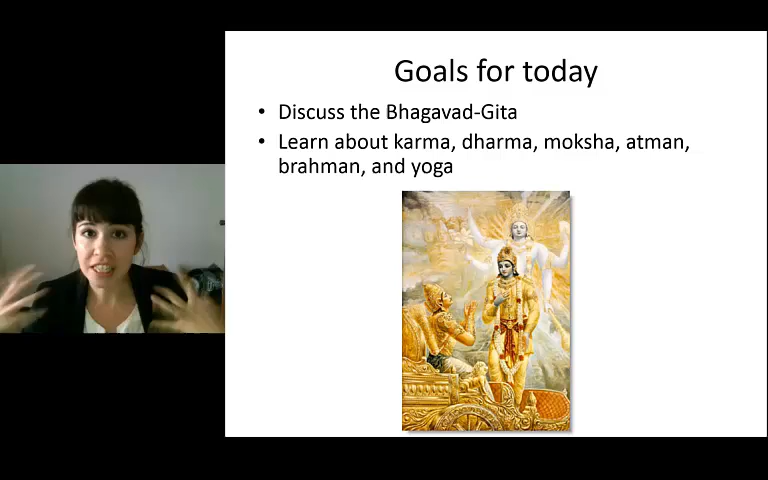 Goals for today
• Discuss the Bhagavad-Gita
• Learn about karma, dharma, moksha, atman,
brahman, and yoga